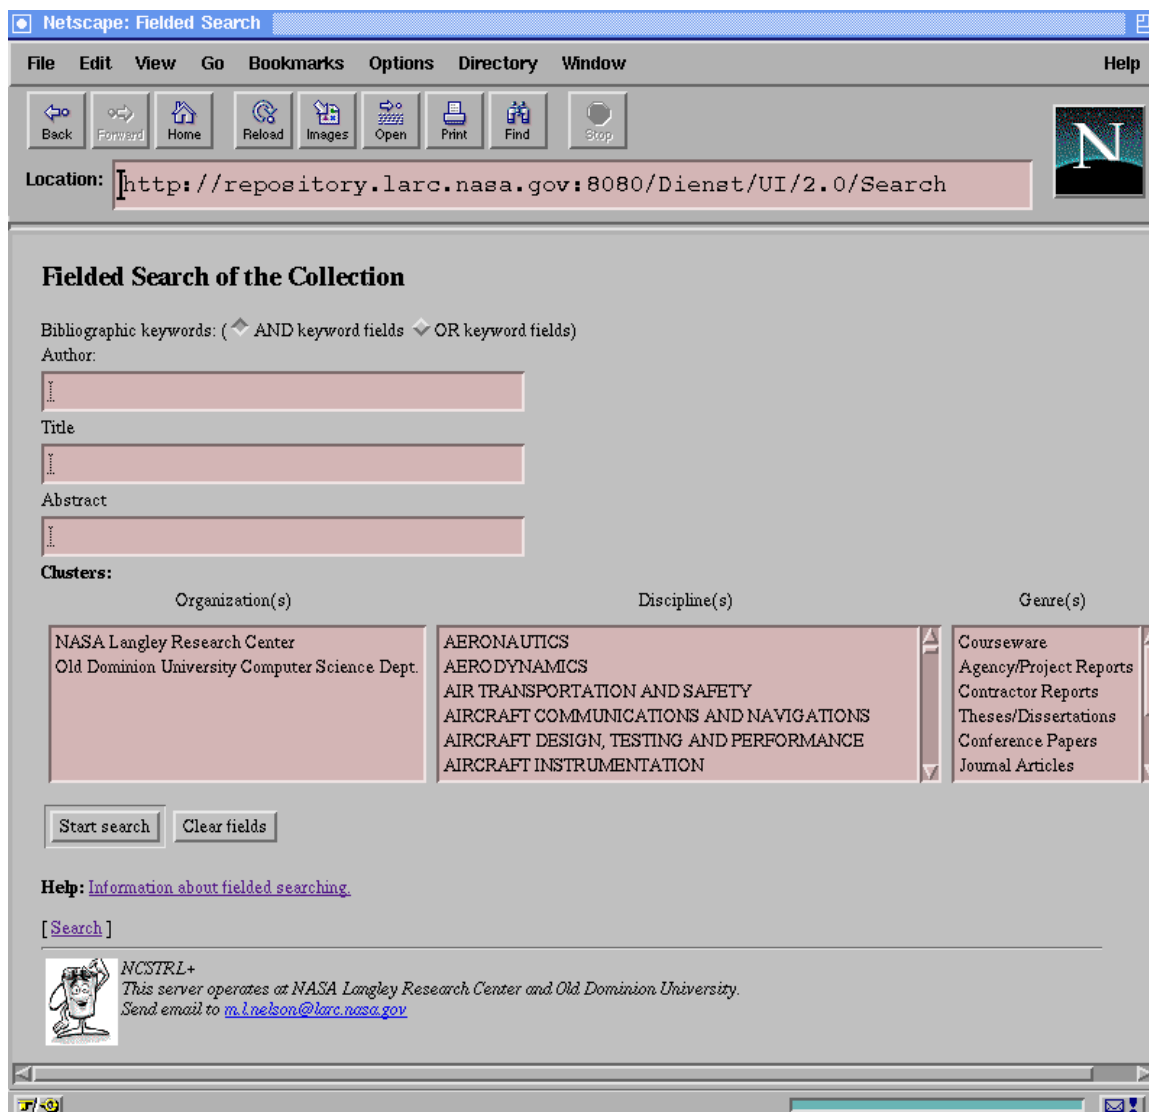 Netscape: Fielded Search
File Edit View Go Bookmarks Options Directory Window Help
Back Forward Home Reload Images Open Print Find Stop
N
Location: http://repository.larc.nasa.gov:8080/Dienst/UI/2.0/Search
Fielded Search of the Collection
Bibliographic keywords: ( AND keyword fields OR keyword fields)
Author:
Title
Abstract
Clusters:
Organization(s) Discipline(s) Genre(s)
NASA Langley Research Center AERONAUTICS Courseware
Old Dominion University Computer Science Dept. AERODYNAMICS Agency/Project Reports
AIR TRANSPORTATION AND SAFETY Contractor Reports
AIRCRAFT COMMUNICATIONS AND NAVIGATIONS Theses/Dissertations
AIRCRAFT DESIGN, TESTING AND PERFORMANCE Conference Papers
AIRCRAFT INSTRUMENTATION Journal Articles
Start search Clear fields
Help: Information about fielded searching.
[ Search ]
NCSTRL+
This server operates at NASA Langley Research Center and Old Dominion University.
Send email to m.l.nelson@larc.nasa.gov